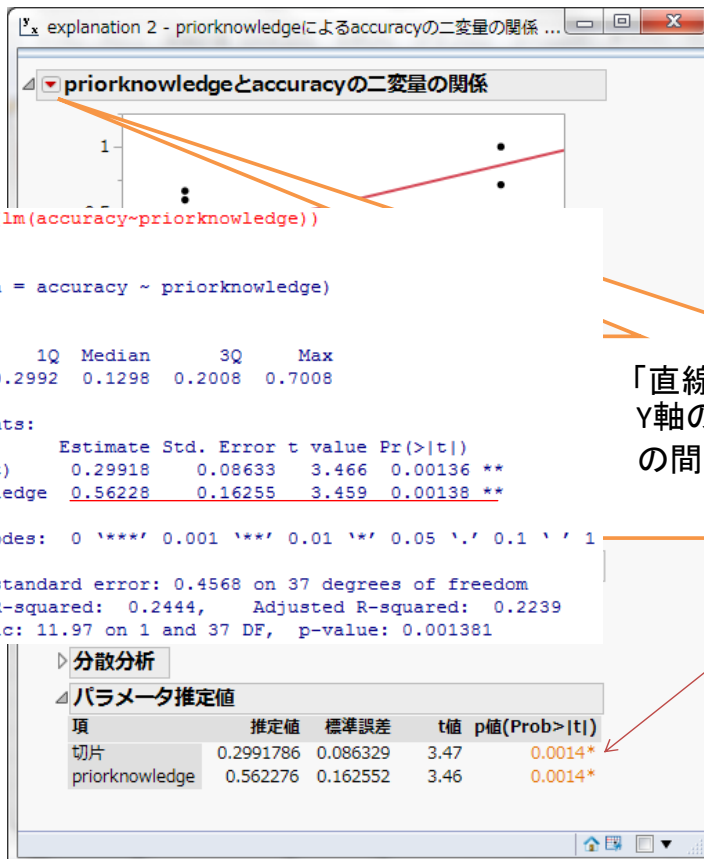 explanation 2 - priorknowledgeによるaccuracyの二変量の関係 ...
priorknowledgeとaccuracyの二変量の関係
1
lm(accuracy~priorknowledge))
= accuracy ~ priorknowledge)
1Q Median 3Q Max
.2992 0.1298 0.2008 0.7008
ts:
Estimate Std. Error t value Pr(>|t|)
) 0.29918 0.08633 3.466 0.00136 **
edge 0.56228 0.16255 3.459 0.00138 **
des: 0 '***' 0.001 '**' 0.01 '*' 0.05 '.' 0.1 ' ' 1
standard error: 0.4568 on 37 degrees of freedom
-squared: 0.2444, Adjusted R-squared: 0.2239
c: 11.97 on 1 and 37 DF, p-value: 0.001381
「直線
Y軸の
の間
分散分析
パラメータ推定値
項 推定値 標準誤差 t値 p値(Prob>|t|)
切片 0.2991786 0.086329 3.47 0.0014*
priorknowledge 0.562276 0.162552 3.46 0.0014*